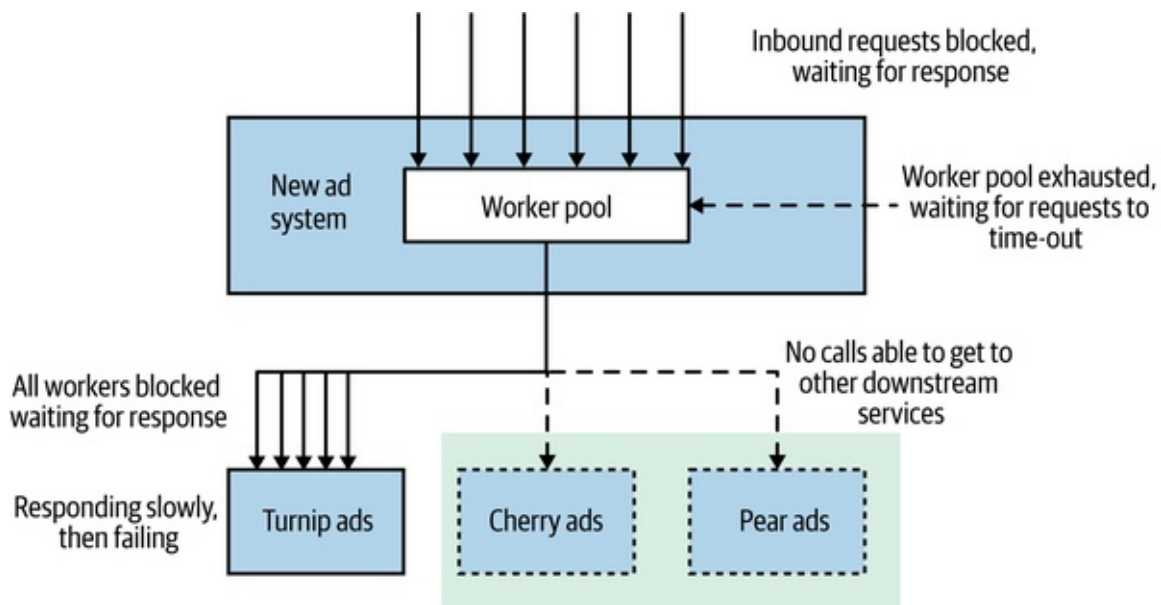 Inbound requests blocked,
waiting for response
New ad
system
Worker pool
Worker pool exhausted,
waiting for requests to
time-out
All workers blocked
waiting for response
No calls able to get to
other downstream
services
Responding slowly,
then failing
Turnip ads
Cherry ads
Pear ads